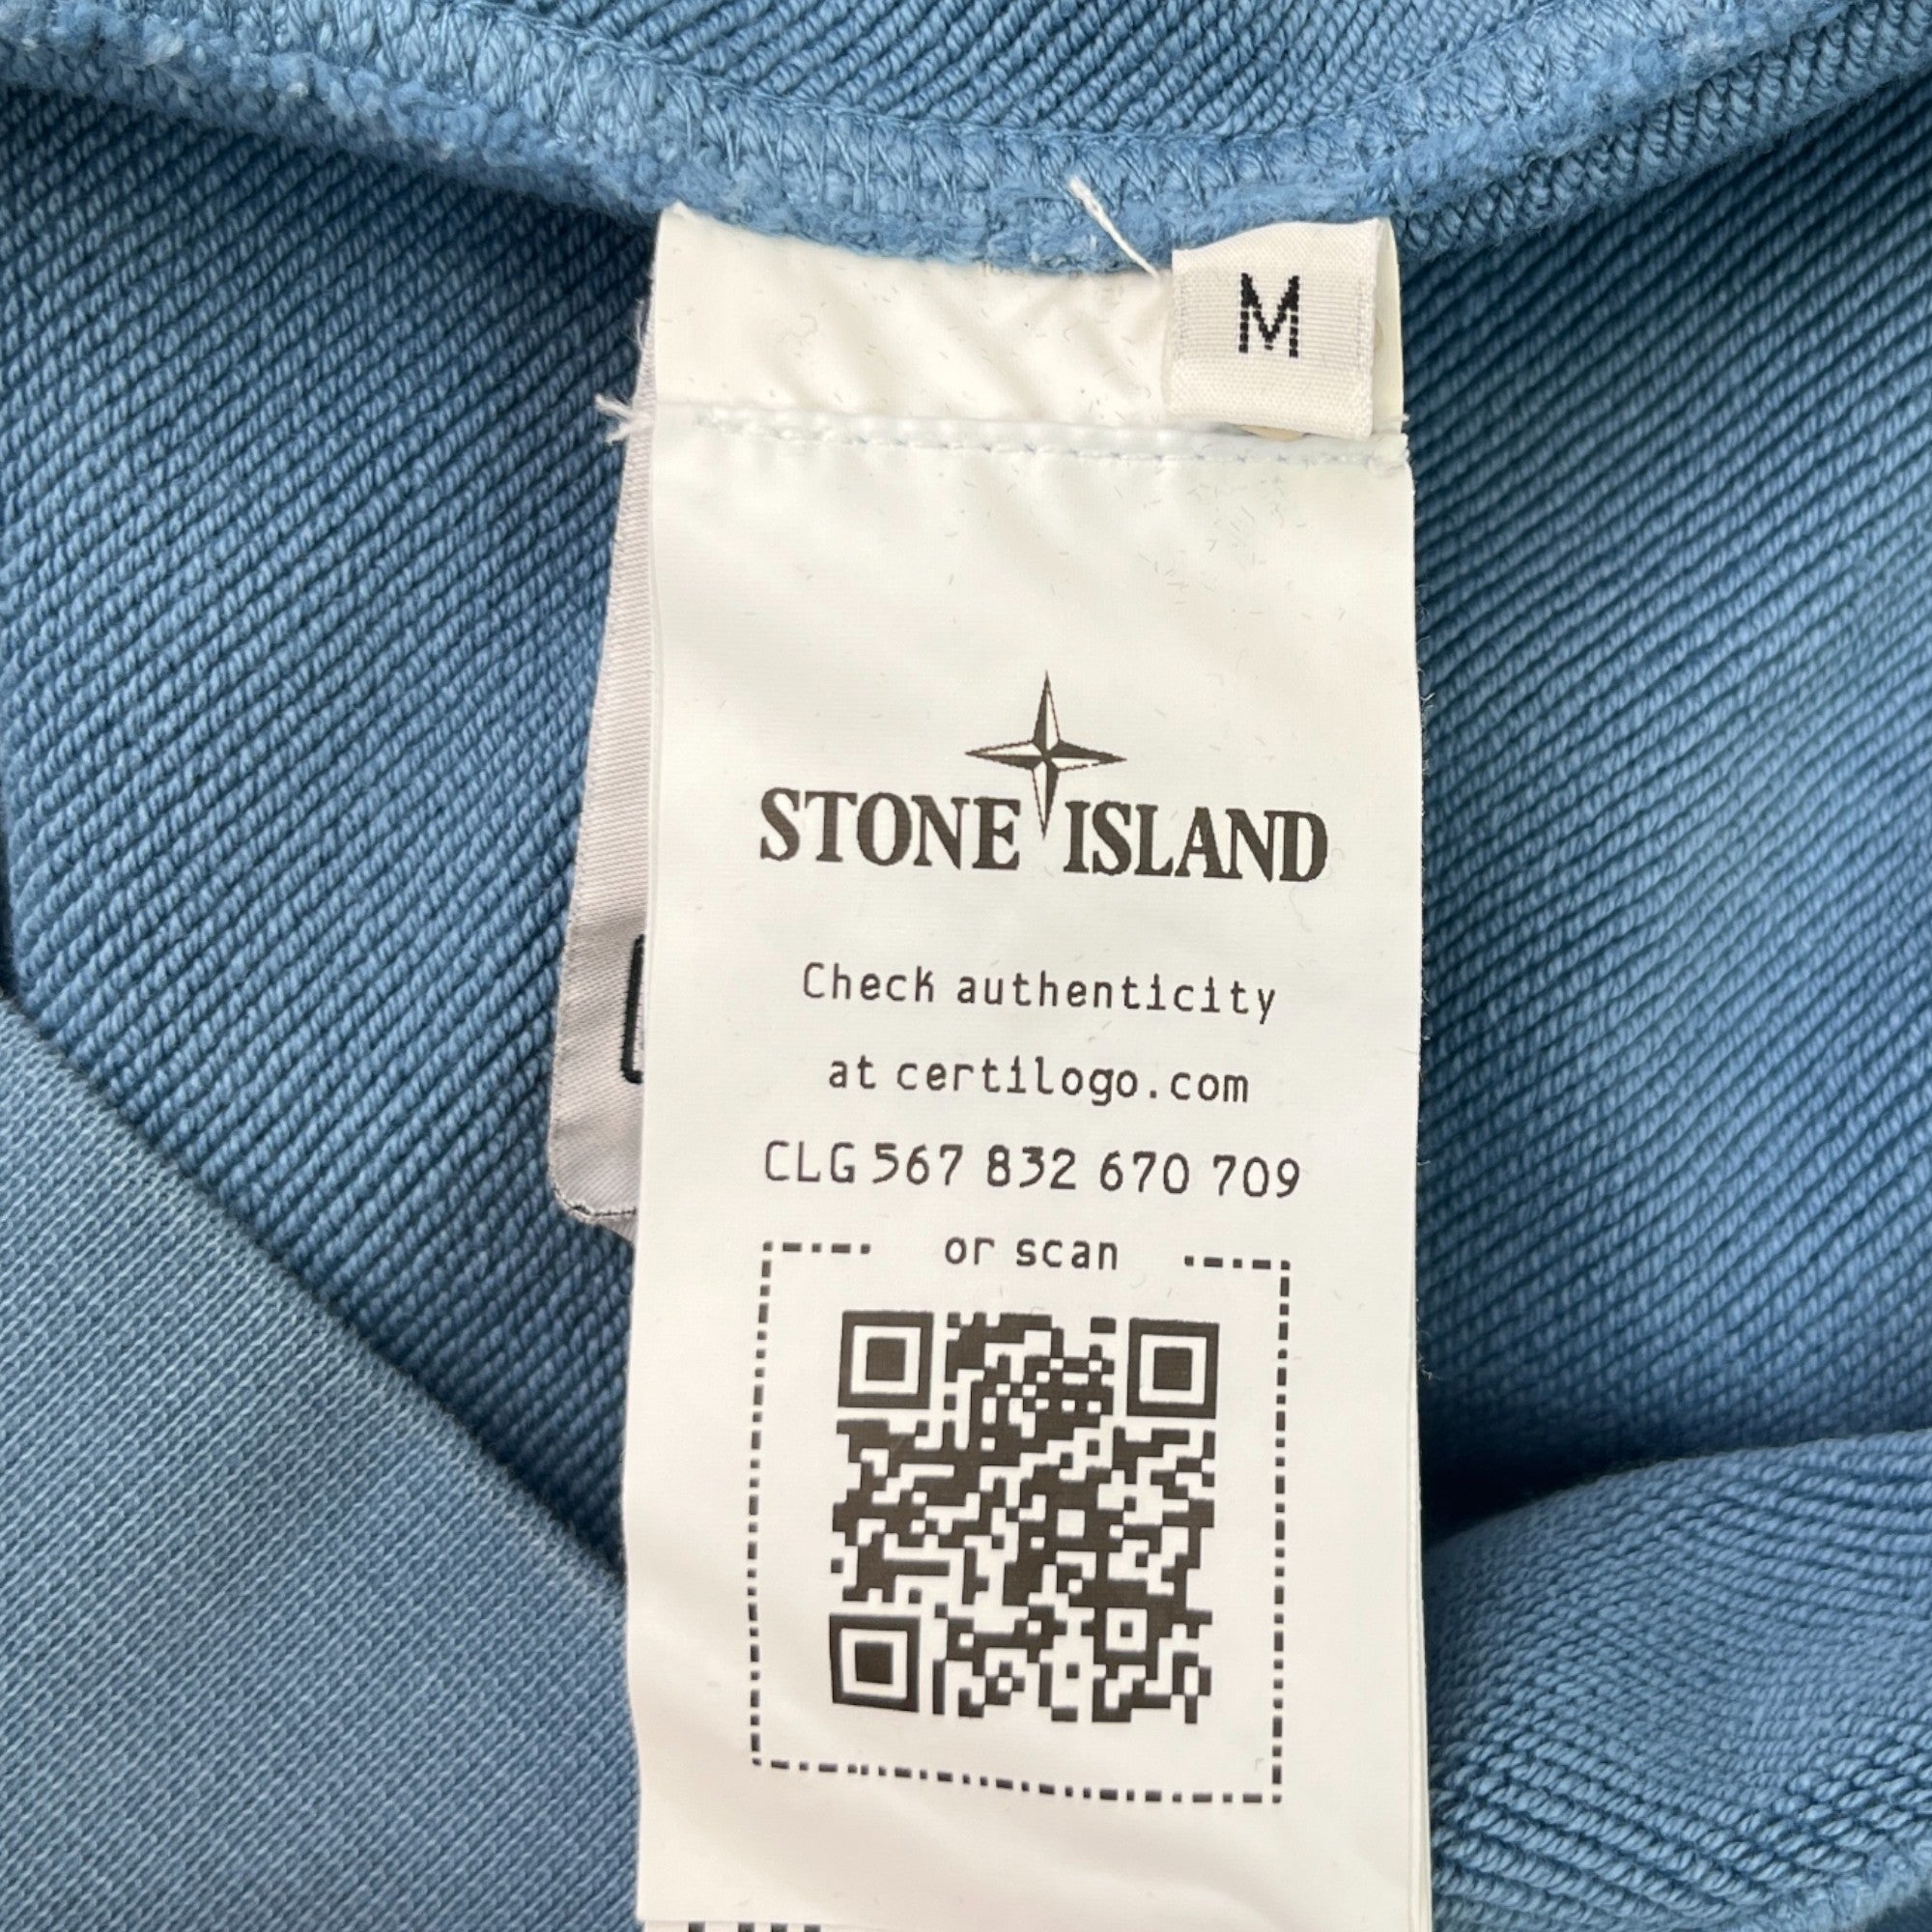 M
STONE ISLAND
Check authenticity
at certilogo.com
CLG 567 832 670 709
or scan